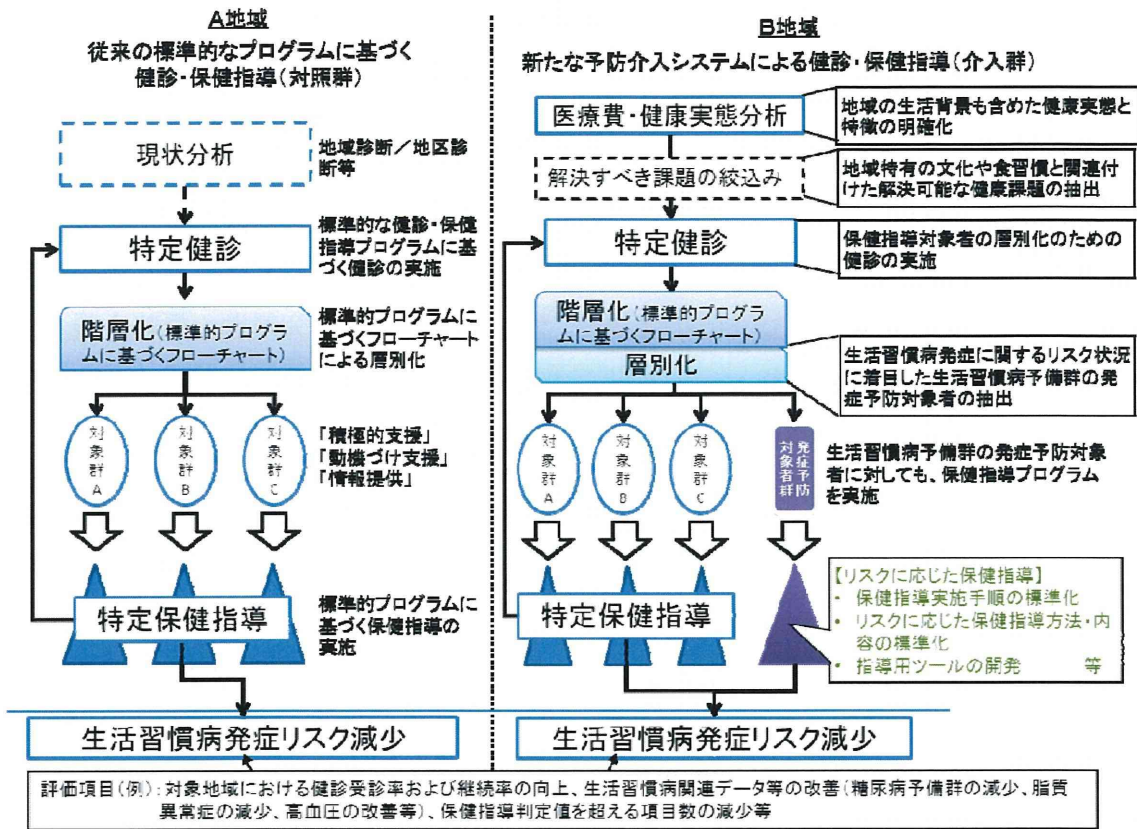 A地域
従来の標準的なプログラムに基づく
健診・保健指導(対照群)
現状分析
地域診断／地区診
断等
特定健診
標準的な健診・保健
指導プログラムに基
づく健診の実施
階層化(標準的プログラ
ムに基づくフローチャート)
標準的プログラムに
基づくフローチャート
による層別化
対象群A
対象群B
対象群C
「積極的支援」
「動機づけ支援」
「情報提供」
特定保健指導
標準的プログラムに
基づく保健指導の
実施
生活習慣病発症リスク減少
B地域
新たな予防介入システムによる健診・保健指導(介入群)
医療費・健康実態分析
地域の生活背景も含めた健康実態と
特徴の明確化
解決すべき課題の絞込み
地域特有の文化や食習慣と関連付
けた解決可能な健康課題の抽出
特定健診
保健指導対象者の層別化のための
健診の実施
階層化(標準的プログラ
ムに基づくフローチャート)
層別化
生活習慣病発症に関するリスク状況
に着目した生活習慣病予備群の発
症予防対象者の抽出
対象群A
対象群B
対象群C
発症予防
対象者群
生活習慣病予備群の発症予防対象
者に対しても、保健指導プログラム
を実施
特定保健指導
【リスクに応じた保健指導】
・ 保健指導実施手順の標準化
・ リスクに応じた保健指導方法・内
容の標準化
・ 指導用ツールの開発 等
生活習慣病発症リスク減少
評価項目(例)：対象地域における健診受診率および継続率の向上、生活習慣病関連データ等の改善(糖尿病予備群の減少、脂質
異常症の減少、高血圧の改善等)、保健指導判定値を超える項目数の減少等